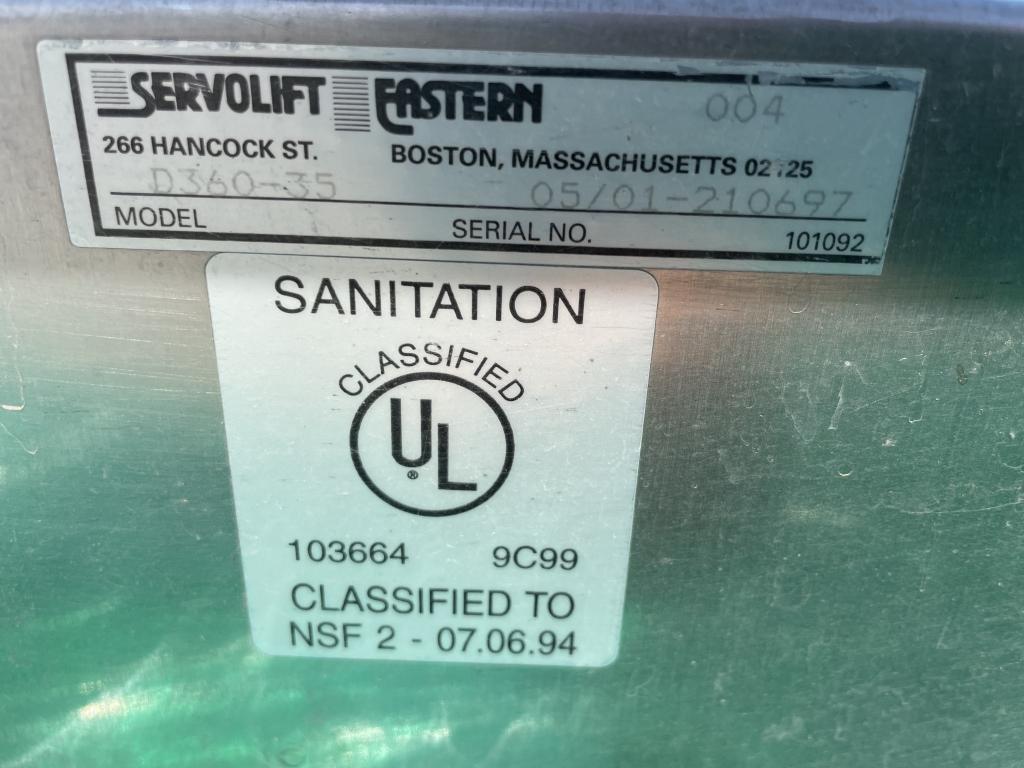 SERVOLIFT EASTERN 004
266 HANCOCK ST. BOSTON, MASSACHUSETTS 02125
D360-35 05/01-210697
MODEL SERIAL NO. 101092
SANITATION
CLASSIFIED
UL®
103664 9C99
CLASSIFIED TO
NSF 2 - 07.06.94